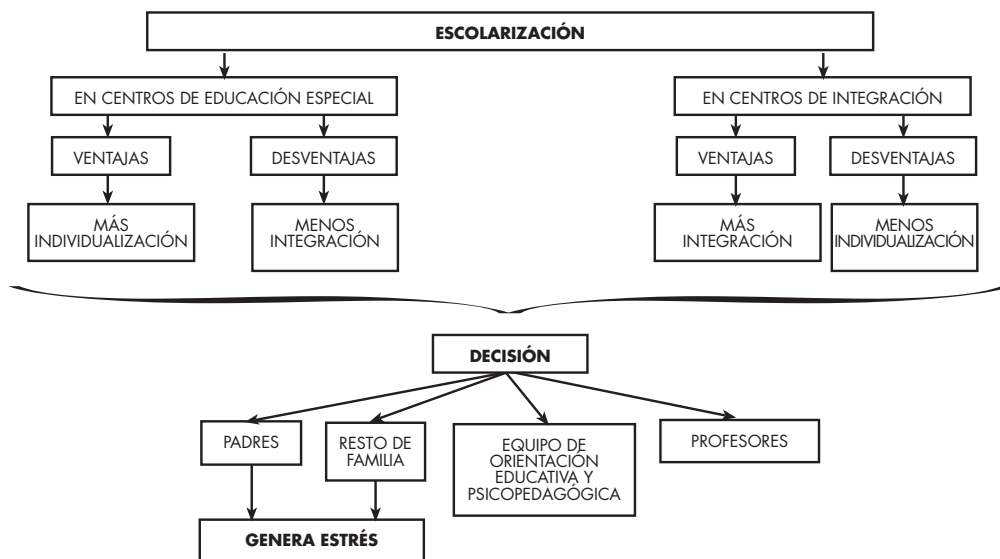 ESCOLARIZACIÓN
EN CENTROS DE EDUCACIÓN ESPECIAL
EN CENTROS DE INTEGRACIÓN
VENTAJAS
DESVENTAJAS
VENTAJAS
DESVENTAJAS
MÁS
INDIVIDUALIZACIÓN
MENOS
INTEGRACIÓN
MÁS
INTEGRACIÓN
MENOS
INDIVIDUALIZACIÓN
DECISIÓN
PADRES
RESTO DE
FAMILIA
EQUIPO DE
ORIENTACIÓN
EDUCATIVA Y
PSICOPEDAGÓGICA
PROFESORES
GENERA ESTRÉS